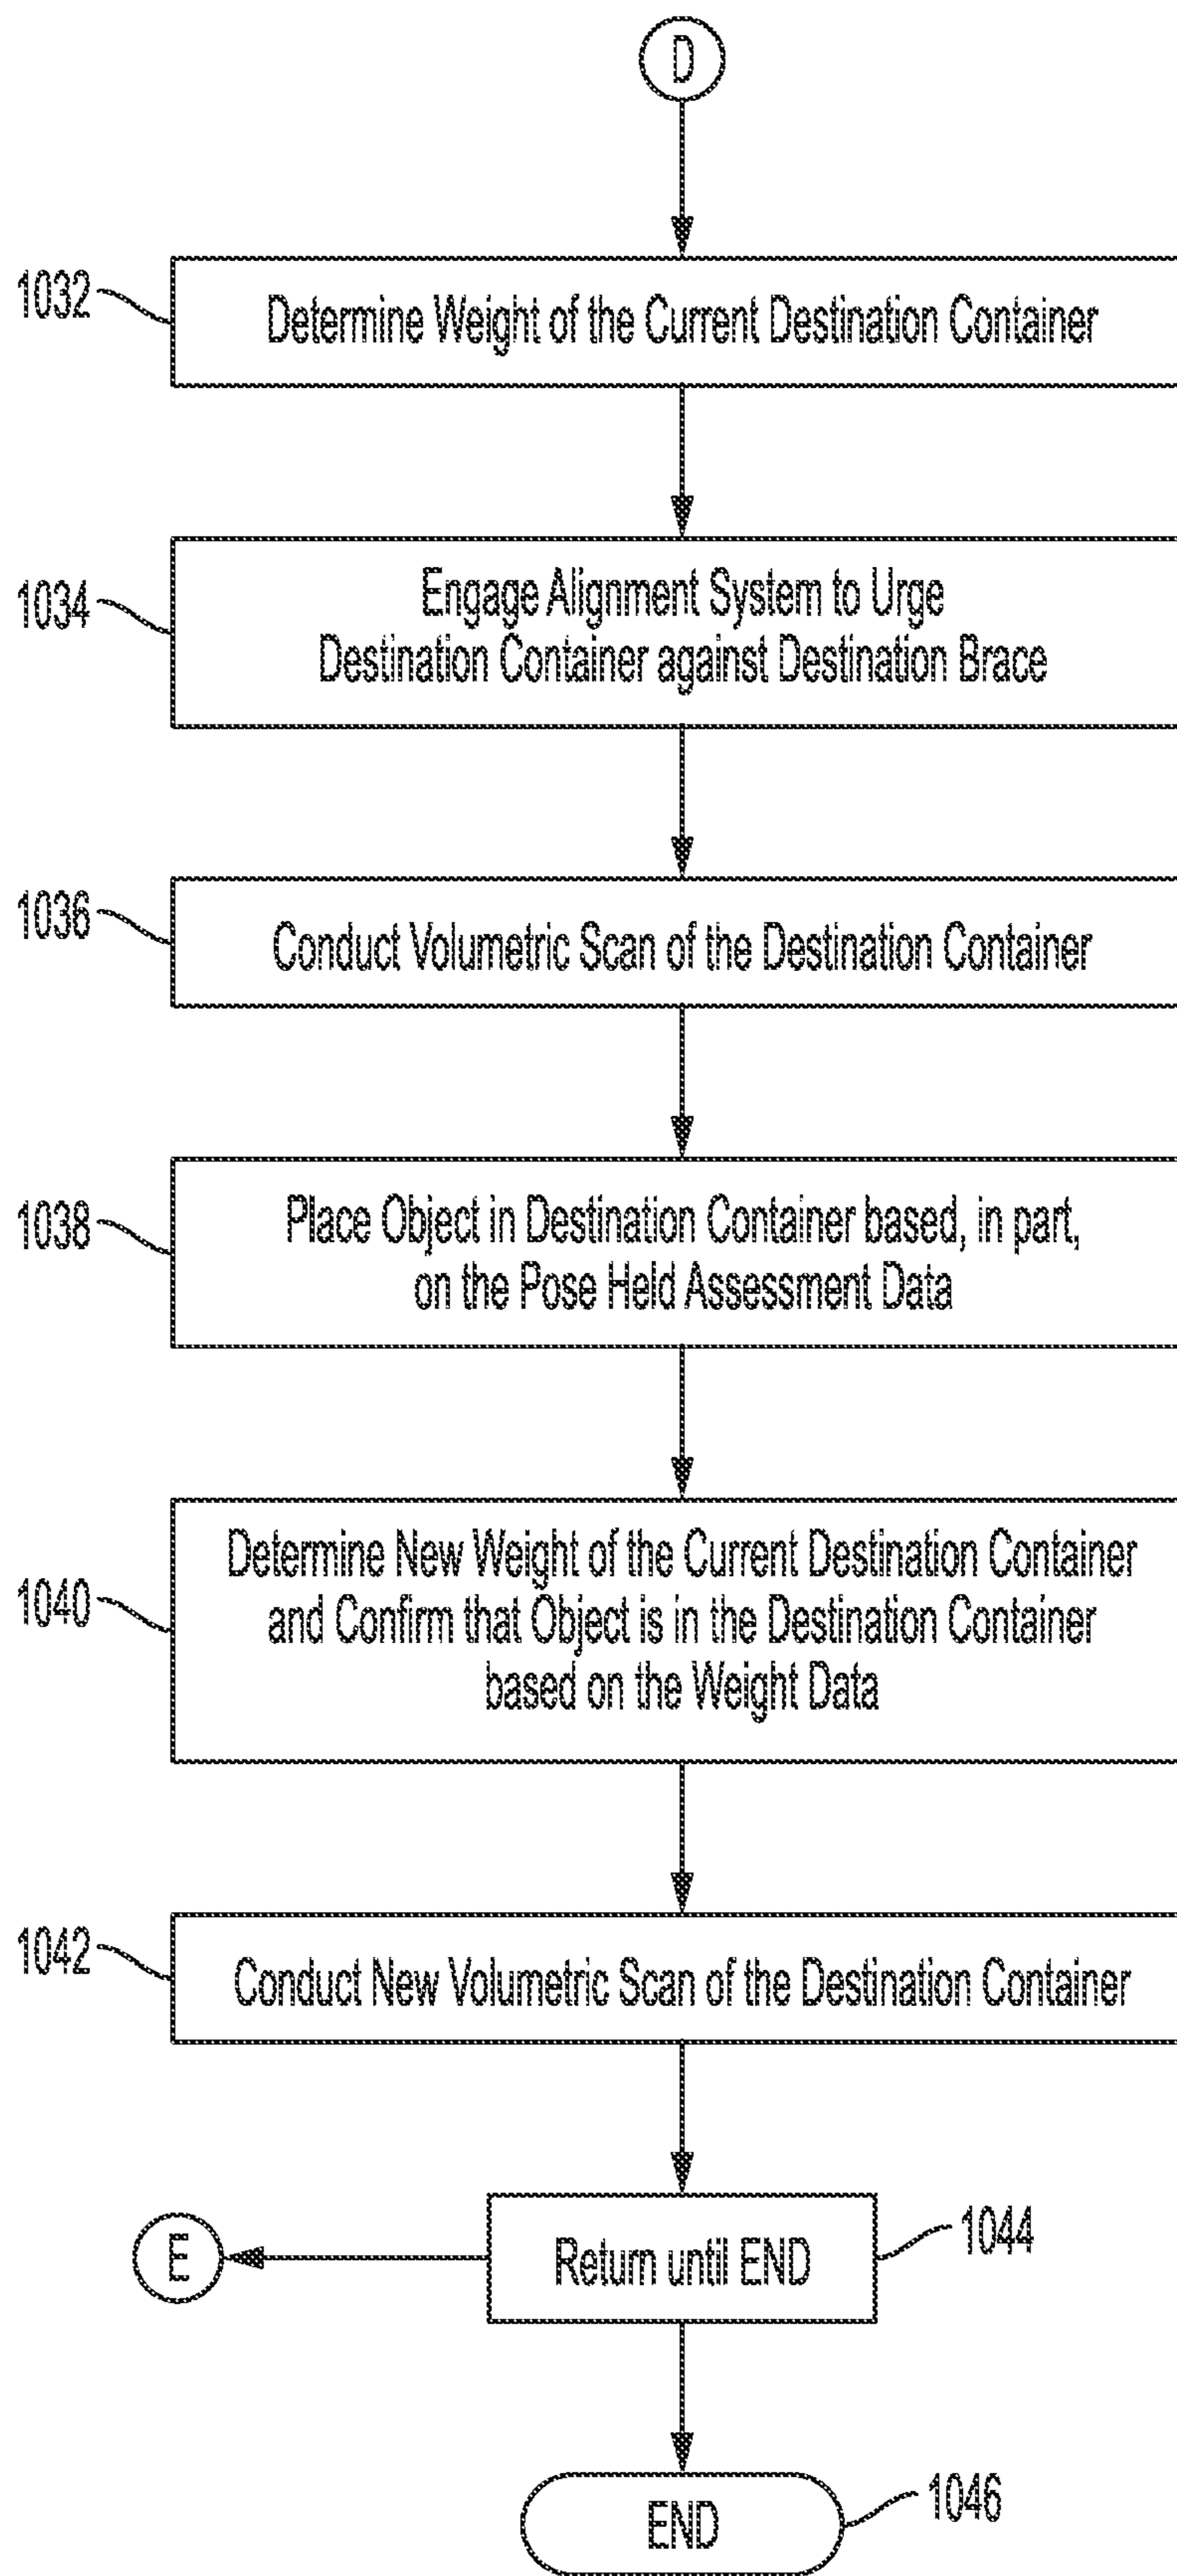 D
1032
Determine Weight of the Current Destination Container
1034
Engage Alignment System to Urge
Destination Container against Destination Brace
1036
Conduct Volumetric Scan of the Destination Container
1038
Place Object in Destination Container based, in part,
on the Pose Held Assessment Data
1040
Determine New Weight of the Current Destination Container
and Confirm that Object is in the Destination Container
based on the Weight Data
1042
Conduct New Volumetric Scan of the Destination Container
E
Return until END
1044
END
1046